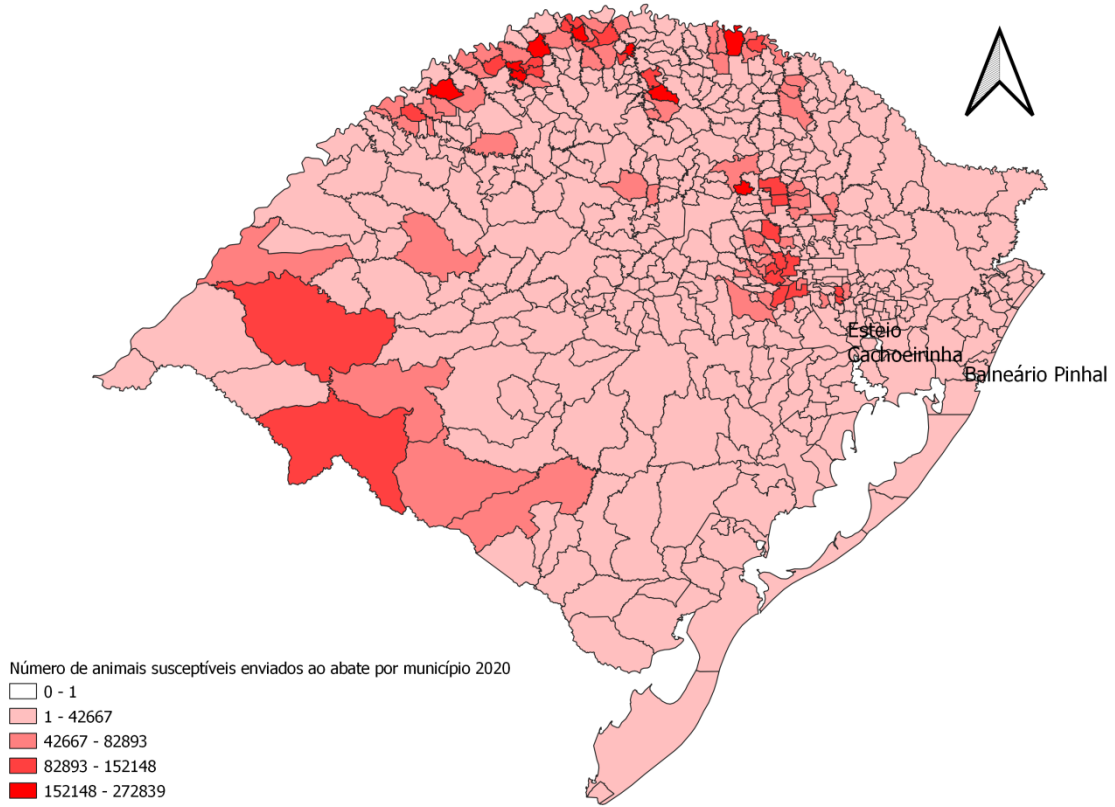 Esteio
Cachoeirinha
Balneário Pinhal
Número de animais susceptíveis enviados ao abate por município 2020
0 - 1
1 - 42667
42667 - 82893
82893 - 152148
152148 - 272839